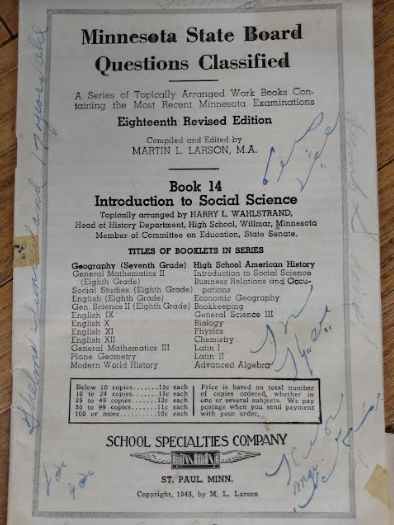 Minnesota State Board
Questions Classified
A Series of Topically Arranged Work Books Con-
taining the Most Recent Minnesota Examinations
Eighteenth Revised Edition
Compiled and Edited by
MARTIN L. LARSON, M.A.
Book 14
Introduction to Social Science
Topically arranged by HARRY L. WAHLSTRAND,
Head of History Department, High School, Willmar, Minnesota
Member of Committee on Education, State Senate.
TITLES OF BOOKLETS IN SERIES
Geography (Seventh Grade)
General Mathematics II
(Eighth Grade)
Social Studies (Eighth Grade)
English (Eighth Grade)
Gen. Science II (Eighth Grade)
English IX
English X
English XI
English XII
General Mathematics III
Plane Geometry
Modern World History
High School American History
Introduction to Social Science
Business Relations and Occu-
pations
Economic Geography
Bookkeeping
General Science III
Biology
Physics
Chemistry
Latin I
Latin II
Advanced Algebra
Below 10 copies......15c each
10 to 24 copies......13c each
25 to 49 copies......12c each
50 to 99 copies......11c each
100 or more......10c each
Price is based on total number
of copies ordered, whether in
one or several subjects. We pay
postage when you send payment
with your order.
SCHOOL SPECIALTIES COMPANY
ST. PAUL, MINN.
Copyright, 1945, by M. L. Larson